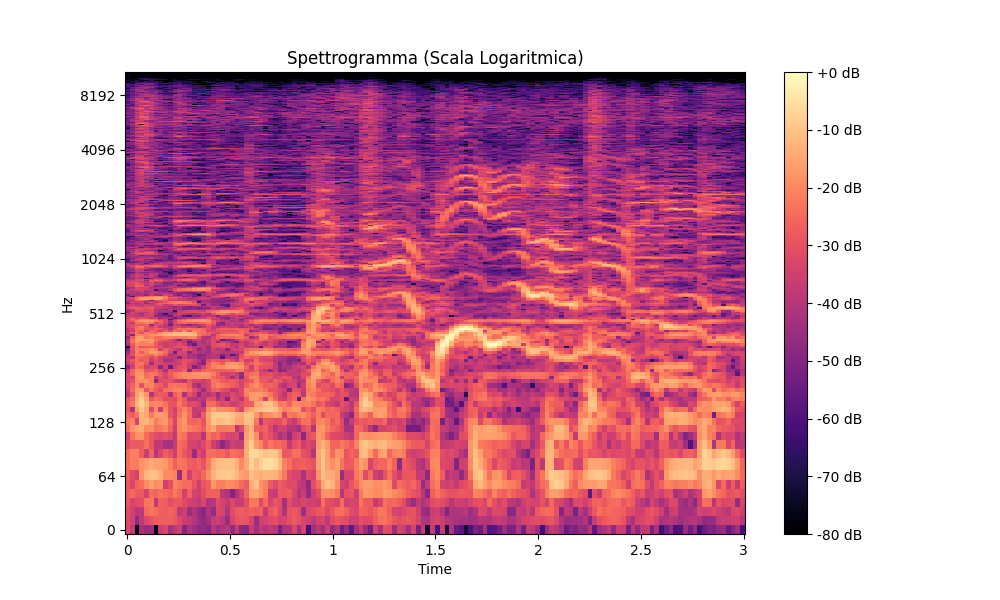 Spettrogramma (Scala Logaritmica)
8192
4096
2048
1024
512
256
128
64
0
Hz
0
0.5
1
1.5
2
2.5
3
Time
+0 dB
-10 dB
-20 dB
-30 dB
-40 dB
-50 dB
-60 dB
-70 dB
-80 dB